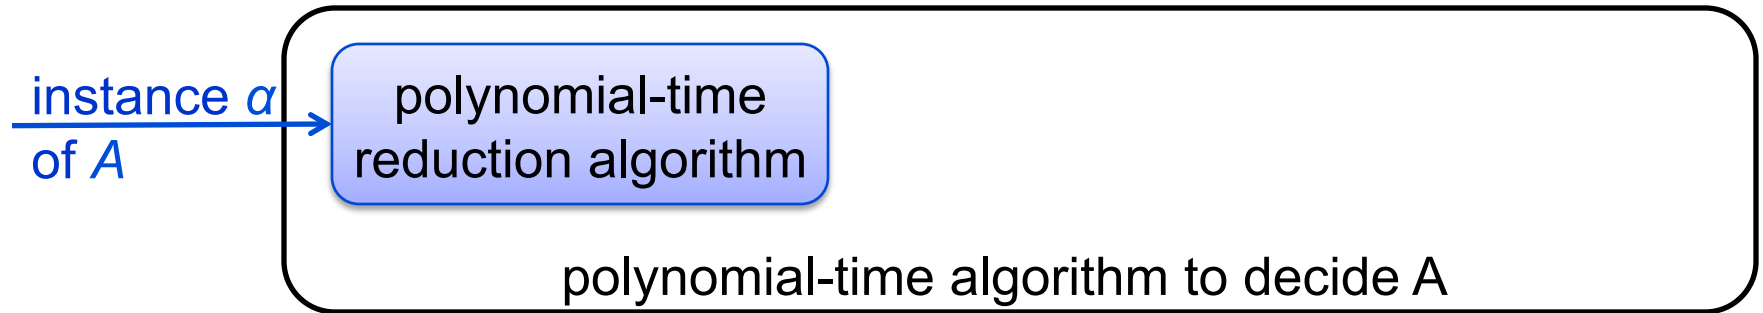 instance α
of A
polynomial-time
reduction algorithm
polynomial-time algorithm to decide A